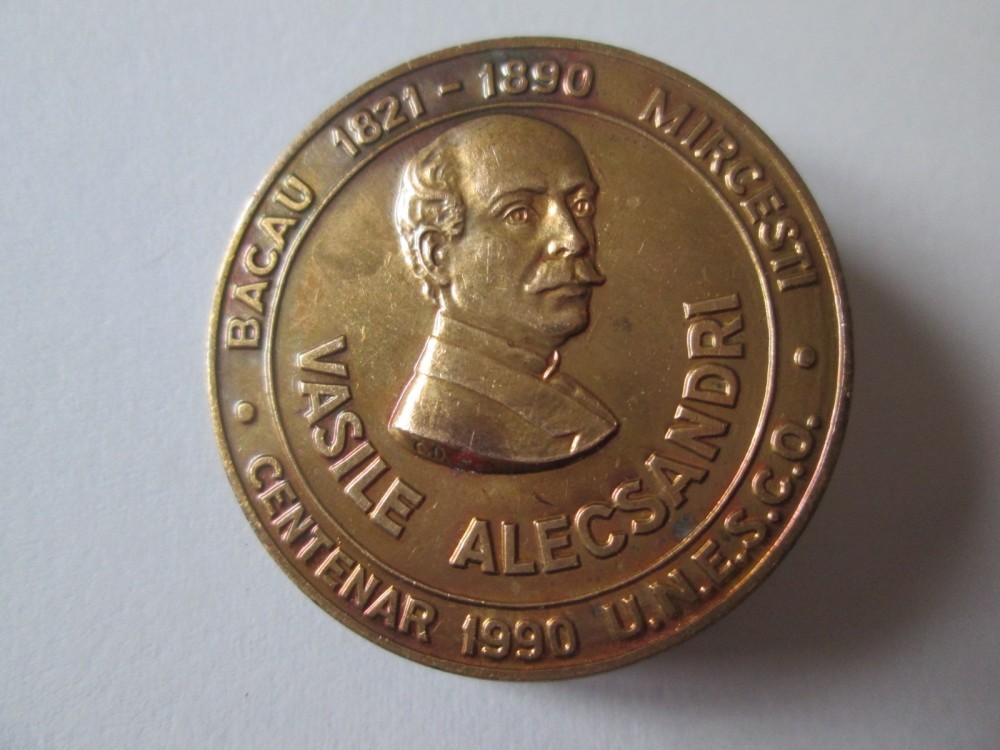 BACAU 1821 - 1890 MIRCESTI
CENTENAR 1990 U.N.E.S.C.O.
VASILE ALECSANDRI
C.D.